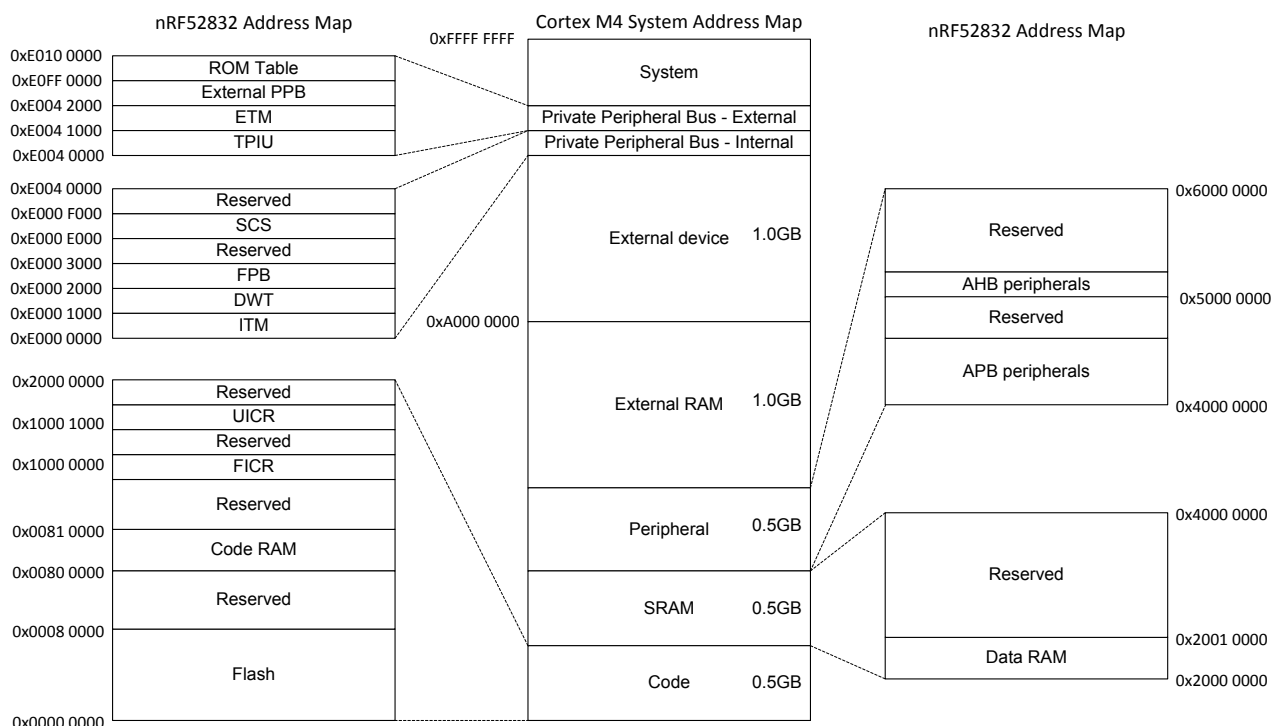 nRF52832 Address Map
0xE010 0000
ROM Table
0xE0FF 0000
External PPB
0xE004 2000
ETM
0xE004 1000
TPIU
0xE004 0000
0xE004 0000
Reserved
0xE000 F000
SCS
0xE000 E000
Reserved
0xE000 3000
FPB
0xE000 2000
DWT
0xE000 1000
ITM
0xE000 0000
0x2000 0000
Reserved
UICR
0x1000 1000
Reserved
0x1000 0000
FICR
Reserved
0x0081 0000
Code RAM
0x0080 0000
Reserved
0x0008 0000
Flash
0x0000 0000
Cortex M4 System Address Map
0xFFFF FFFF
System
Private Peripheral Bus - External
Private Peripheral Bus - Internal
External device 1.0GB
0xA000 0000
External RAM 1.0GB
Peripheral 0.5GB
SRAM 0.5GB
Code 0.5GB
nRF52832 Address Map
0x6000 0000
Reserved
AHB peripherals
0x5000 0000
Reserved
APB peripherals
0x4000 0000
0x4000 0000
Reserved
0x2001 0000
Data RAM
0x2000 0000